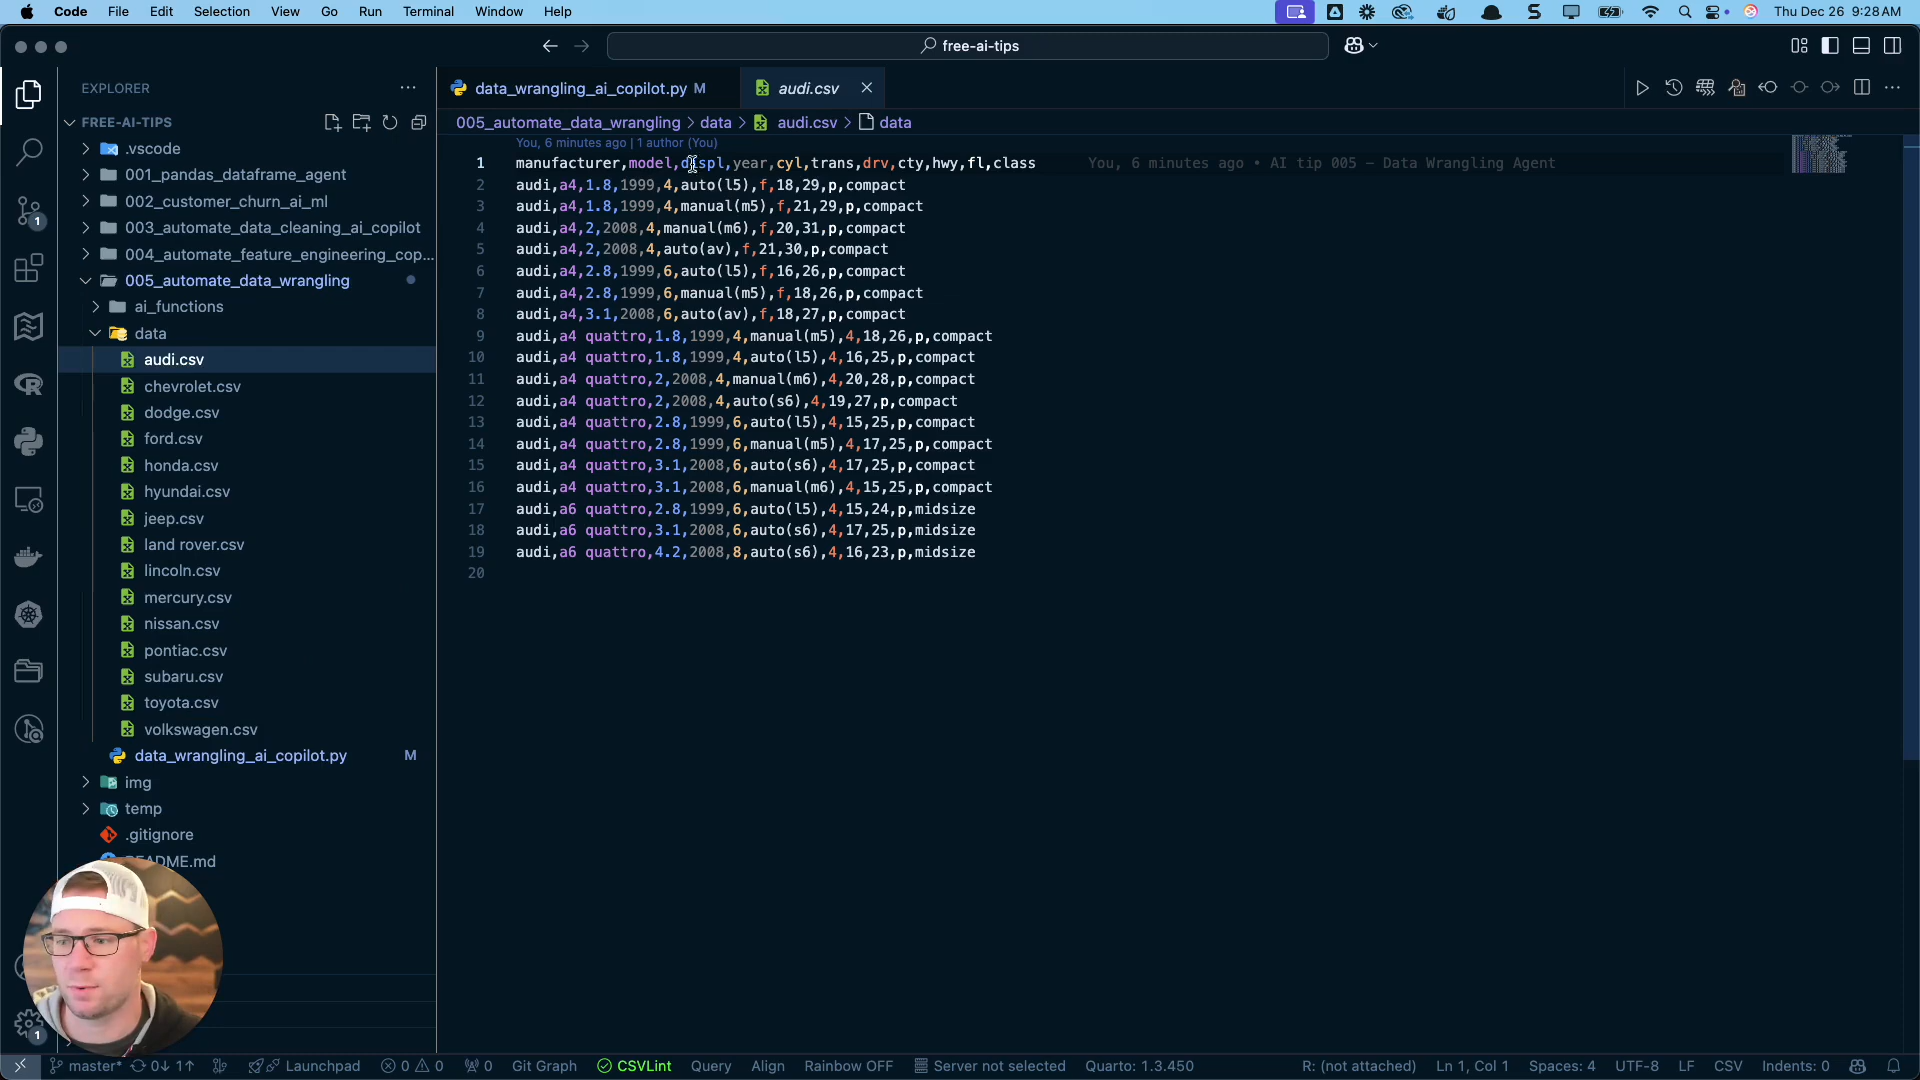 Code File Edit Selection View Go Run Terminal Window Help Thu Dec 26 9:28 AM
free-ai-tips
EXPLORER
data_wrangling_ai_copilot.py M
audi.csv
FREE-AI-TIPS
005_automate_data_wrangling > data > audi.csv > data
.vscode
001_pandas_dataframe_agent
002_customer_churn_ai_ml
003_automate_data_cleaning_ai_copilot
004_automate_feature_engineering_cop...
005_automate_data_wrangling
ai_functions
data
audi.csv
chevrolet.csv
dodge.csv
ford.csv
honda.csv
hyundai.csv
jeep.csv
land rover.csv
lincoln.csv
mercury.csv
nissan.csv
pontiac.csv
subaru.csv
toyota.csv
volkswagen.csv
data_wrangling_ai_copilot.py M
img
temp
.gitignore
README.md
You, 6 minutes ago | 1 author (You)
1 manufacturer,model,displ,year,cyl,trans,drv,cty,hwy,fl,class You, 6 minutes ago • AI tip 005 – Data Wrangling Agent
2 audi,a4,1.8,1999,4,auto(l5),f,18,29,p,compact
3 audi,a4,1.8,1999,4,manual(m5),f,21,29,p,compact
4 audi,a4,2,2008,4,manual(m6),f,20,31,p,compact
5 audi,a4,2,2008,4,auto(av),f,21,30,p,compact
6 audi,a4,2.8,1999,6,auto(l5),f,16,26,p,compact
7 audi,a4,2.8,1999,6,manual(m5),f,18,26,p,compact
8 audi,a4,3.1,2008,6,auto(av),f,18,27,p,compact
9 audi,a4 quattro,1.8,1999,4,manual(m5),4,18,26,p,compact
10 audi,a4 quattro,1.8,1999,4,auto(l5),4,16,25,p,compact
11 audi,a4 quattro,2,2008,4,manual(m6),4,20,28,p,compact
12 audi,a4 quattro,2,2008,4,auto(s6),4,19,27,p,compact
13 audi,a4 quattro,2.8,1999,6,auto(l5),4,15,25,p,compact
14 audi,a4 quattro,2.8,1999,6,manual(m5),4,17,25,p,compact
15 audi,a4 quattro,3.1,2008,6,auto(s6),4,17,25,p,compact
16 audi,a4 quattro,3.1,2008,6,manual(m6),4,15,25,p,compact
17 audi,a6 quattro,2.8,1999,6,auto(l5),4,15,24,p,midsize
18 audi,a6 quattro,3.1,2008,6,auto(s6),4,17,25,p,midsize
19 audi,a6 quattro,4.2,2008,8,auto(s6),4,16,23,p,midsize
20
1
1
master* 0↓ 1↑ Launchpad 0 0 0 Git Graph CSVLint Query Align Rainbow OFF Server not selected Quarto: 1.3.450 R: (not attached) Ln 1, Col 1 Spaces: 4 UTF-8 LF CSV Indents: 0